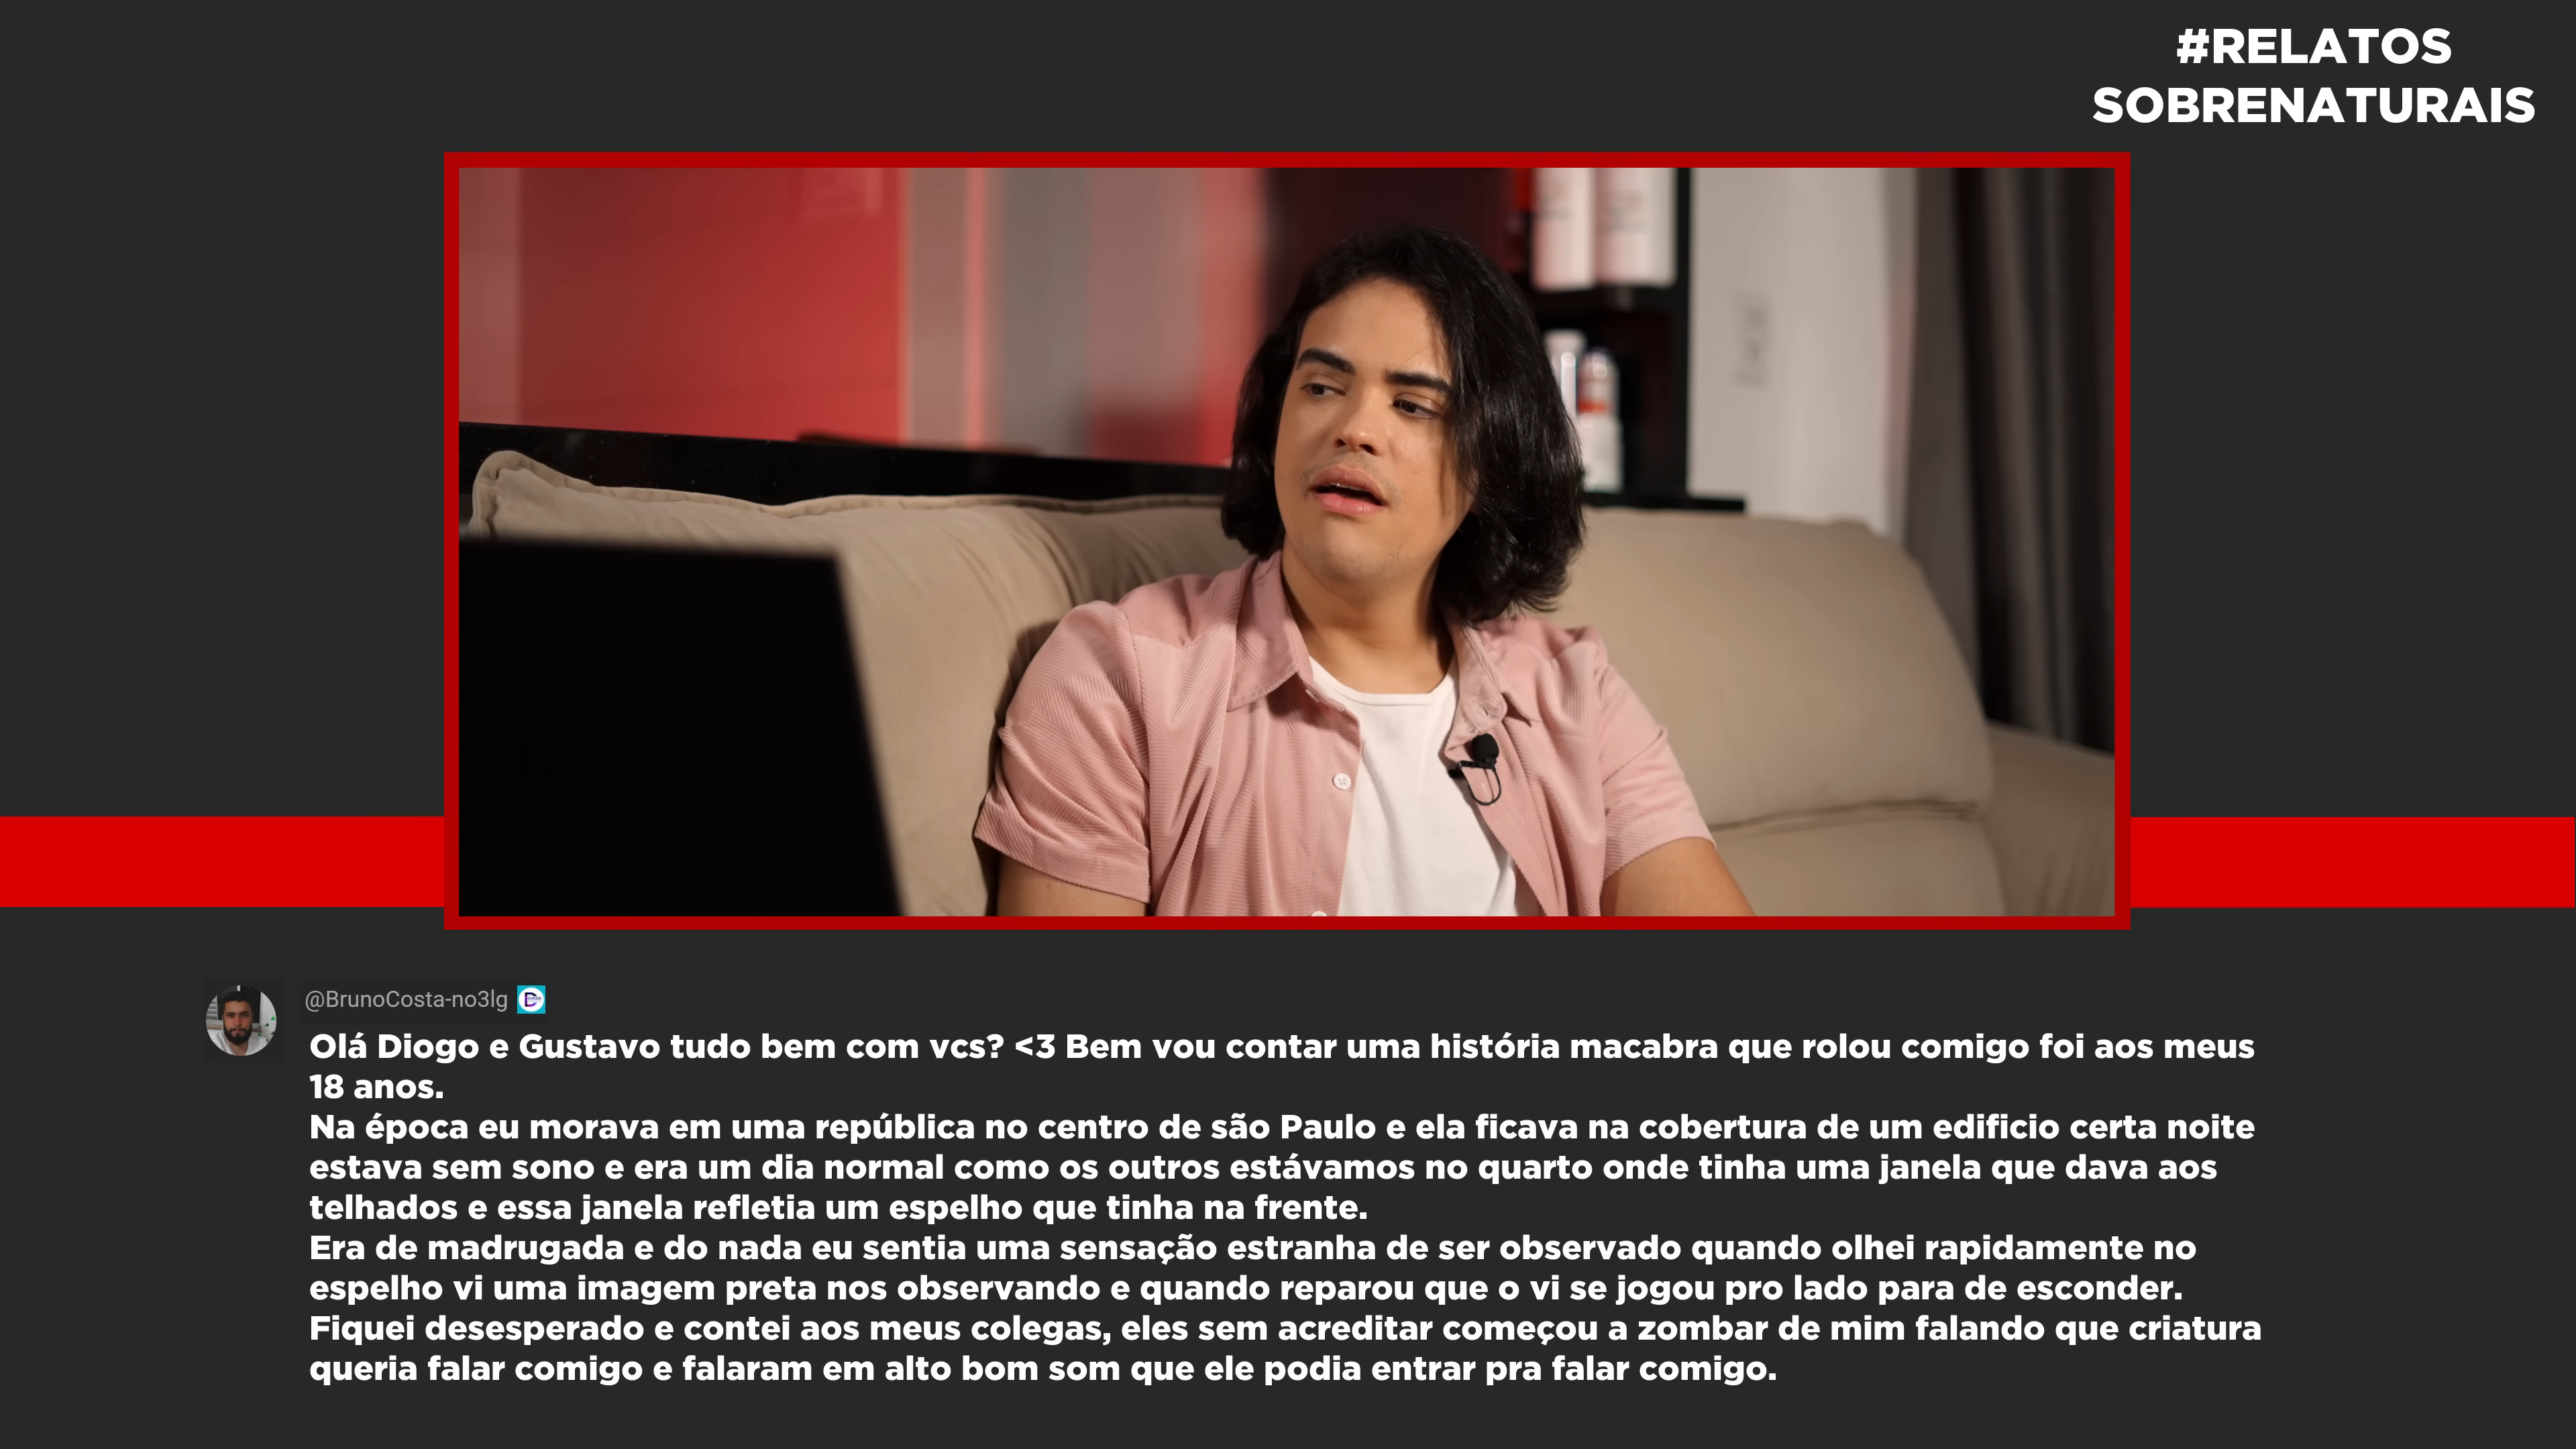 #RELATOS
SOBRENATURAIS
@BrunoCosta-no3lg
Olá Diogo e Gustavo tudo bem com vcs? <3 Bem vou contar uma história macabra que rolou comigo foi aos meus
18 anos.
Na época eu morava em uma república no centro de são Paulo e ela ficava na cobertura de um edificio certa noite
estava sem sono e era um dia normal como os outros estávamos no quarto onde tinha uma janela que dava aos
telhados e essa janela refletia um espelho que tinha na frente.
Era de madrugada e do nada eu sentia uma sensação estranha de ser observado quando olhei rapidamente no
espelho vi uma imagem preta nos observando e quando reparou que o vi se jogou pro lado para de esconder.
Fiquei desesperado e contei aos meus colegas, eles sem acreditar começou a zombar de mim falando que criatura
queria falar comigo e falaram em alto bom som que ele podia entrar pra falar comigo.